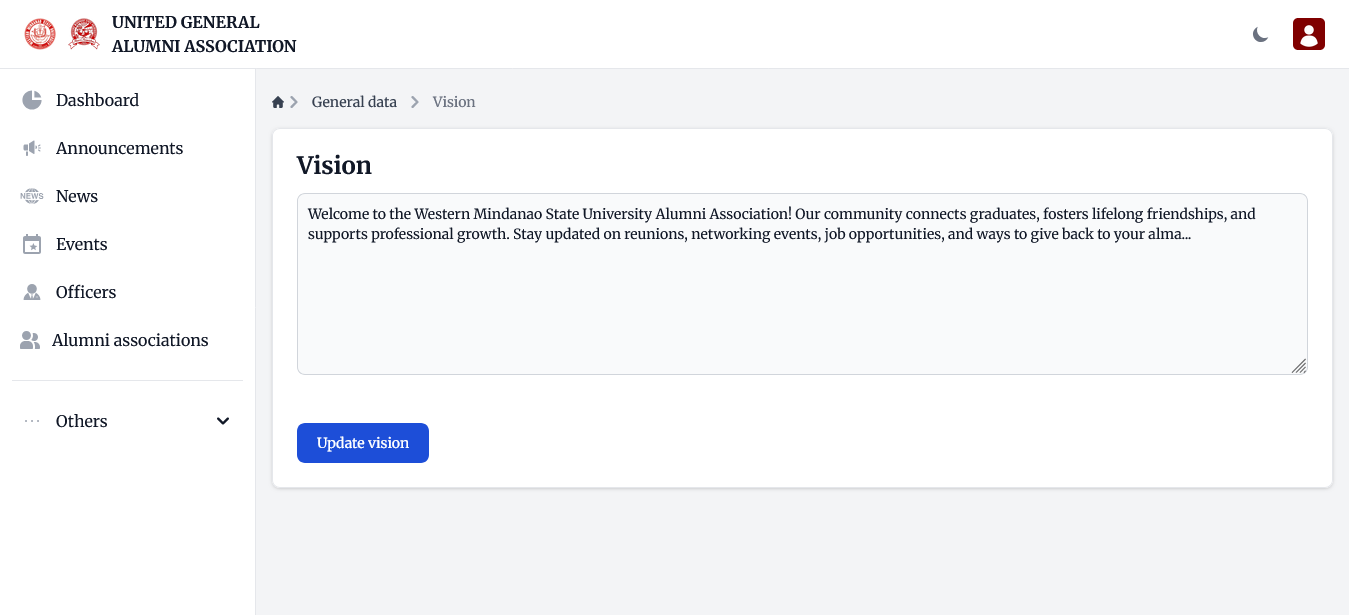 UNITED GENERAL
ALUMNI ASSOCIATION
Dashboard
Announcements
NEWS News
Events
Officers
Alumni associations
Others
General data Vision
Vision
Welcome to the Western Mindanao State University Alumni Association! Our community connects graduates, fosters lifelong friendships, and
supports professional growth. Stay updated on reunions, networking events, job opportunities, and ways to give back to your alma...
Update vision